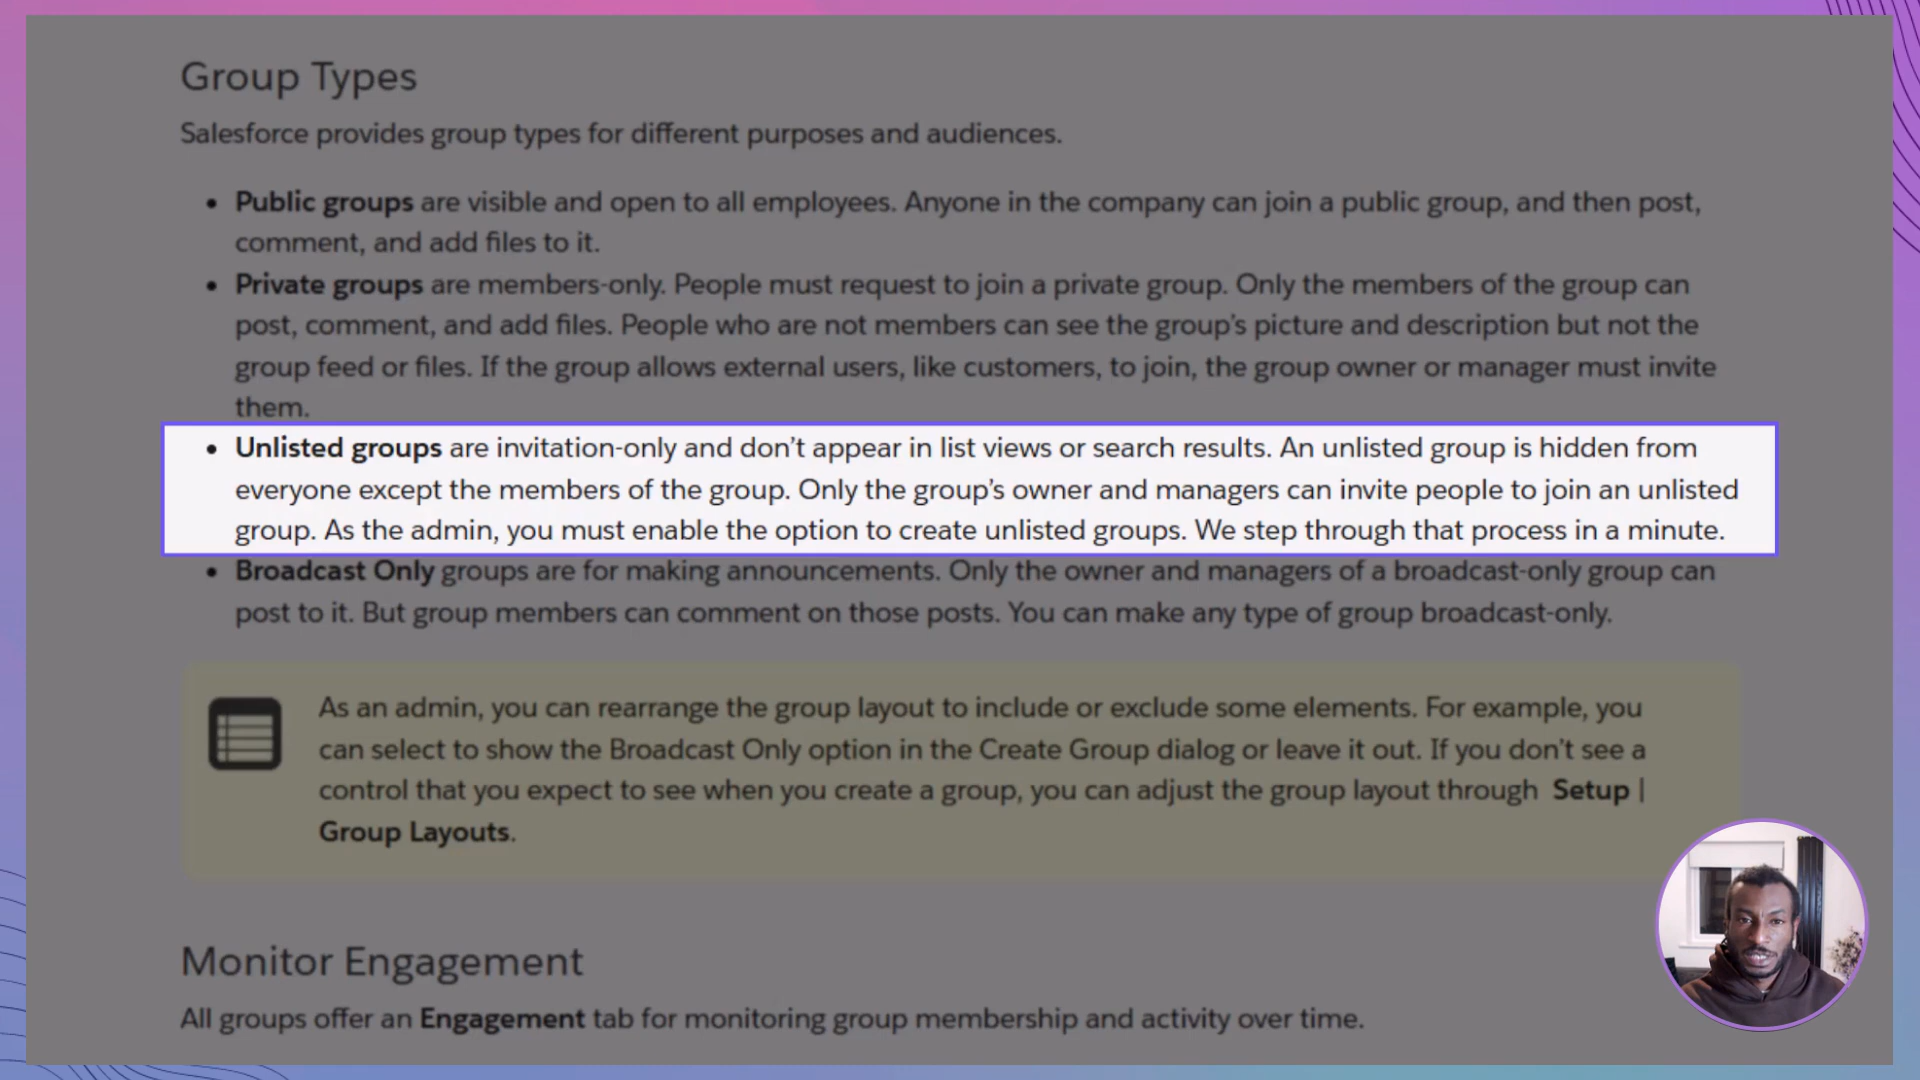 Group Types
Salesforce provides group types for different purposes and audiences.
• Public groups are visible and open to all employees. Anyone in the company can join a public group, and then post,
comment, and add files to it.
• Private groups are members-only. People must request to join a private group. Only the members of the group can
post, comment, and add files. People who are not members can see the group’s picture and description but not the
group feed or files. If the group allows external users, like customers, to join, the group owner or manager must invite
them.
• Unlisted groups are invitation-only and don’t appear in list views or search results. An unlisted group is hidden from
everyone except the members of the group. Only the group’s owner and managers can invite people to join an unlisted
group. As the admin, you must enable the option to create unlisted groups. We step through that process in a minute.
• Broadcast Only groups are for making announcements. Only the owner and managers of a broadcast-only group can
post to it. But group members can comment on those posts. You can make any type of group broadcast-only.
As an admin, you can rearrange the group layout to include or exclude some elements. For example, you
can select to show the Broadcast Only option in the Create Group dialog or leave it out. If you don’t see a
control that you expect to see when you create a group, you can adjust the group layout through Setup |
Group Layouts.
Monitor Engagement
All groups offer an Engagement tab for monitoring group membership and activity over time.